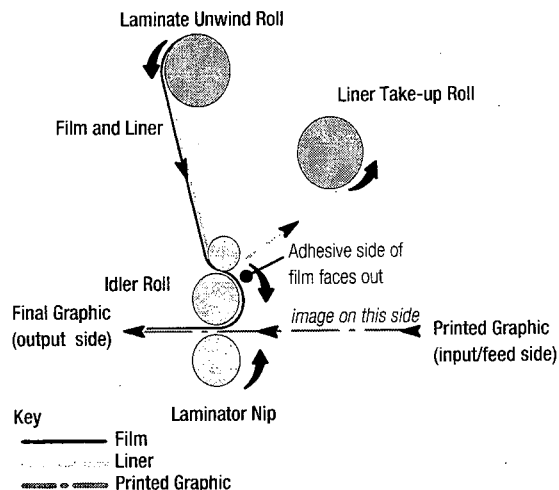 Laminate Unwind Roll
Liner Take-up Roll
Film and Liner
Adhesive side of
film faces out
Idler Roll
Final Graphic
(output side)
image on this side
Printed Graphic
(input/feed side)
Laminator Nip
Key
Film
Liner
Printed Graphic